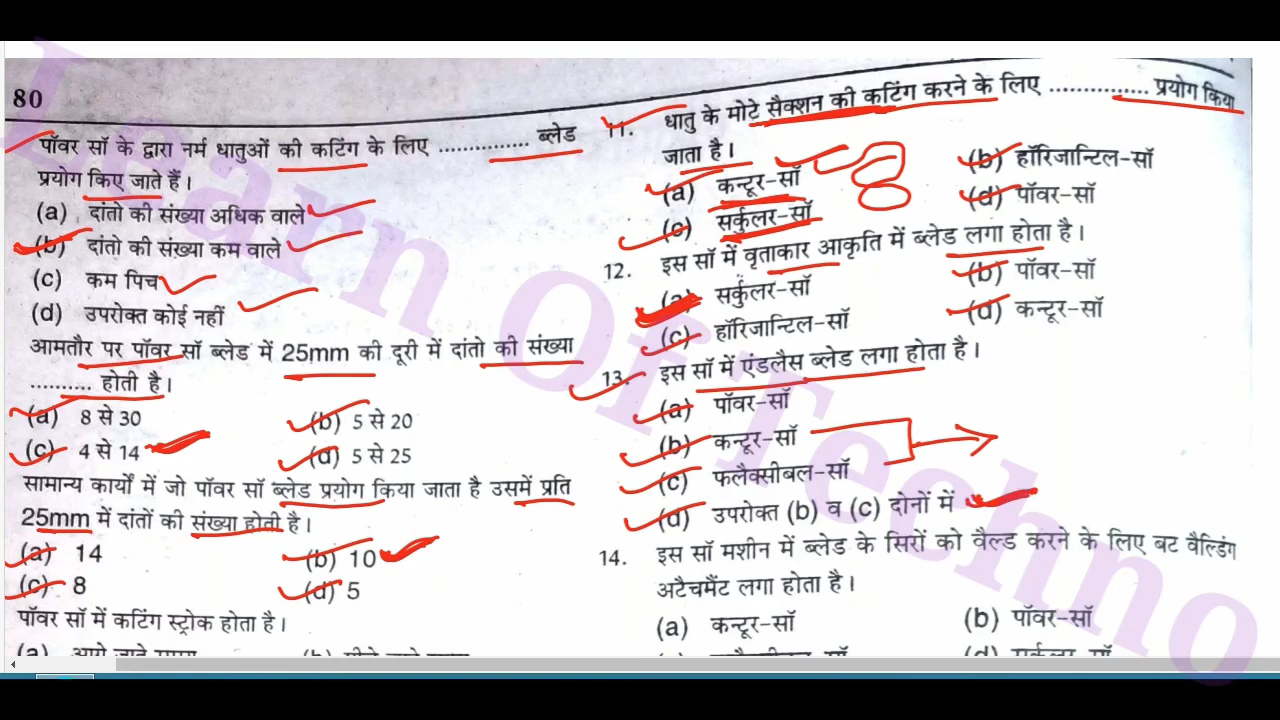 80
पॉवर सॉ के द्वारा नर्म धातुओं की कटिंग के लिए ............... ब्लेड
प्रयोग किए जाते हैं।
(a) दांतो की संख्या अधिक वाले
(b) दांतो की संख्या कम वाले
(c) कम पिच
(d) उपरोक्त कोई नहीं
आमतौर पर पॉवर सॉ ब्लेड में 25mm की दूरी में दांतो की संख्या
.......... होती है।
(a) 8 से 30 (b) 5 से 20
(c) 4 से 14 (d) 5 से 25
सामान्य कार्यो में जो पॉवर सॉ ब्लेड प्रयोग किया जाता है उसमें प्रति
25mm में दांतों की संख्या होती है।
(a) 14 (b) 10
(c) 8 (d) 5
पॉवर सॉ में कटिंग स्ट्रोक होता है।
(a)
11. धातु के मोटे सैक्शन की कटिंग करने के लिए ............... प्रयोग किया
जाता है।
(a) कन्टूर-सॉ (b) हॉरिजान्टिल-सॉ
(c) सर्कुलर-सॉ (d) पॉवर-सॉ
12. इस सॉ में वृताकार आकृति में ब्लेड लगा होता है।
(a) सर्कुलर-सॉ (b) पॉवर-सॉ
(c) हॉरिजान्टिल-सॉ (d) कन्टूर-सॉ
13. इस सॉ में एंडलैस ब्लेड लगा होता है।
(a) पॉवर-सॉ
(b) कन्टूर-सॉ
(c) फलैक्सीबल-सॉ
(d) उपरोक्त (b) व (c) दोनों में
14. इस सॉ मशीन में ब्लेड के सिरों को वैल्ड करने के लिए बट वैल्डिंग
अटैचमैंट लगा होता है।
(a) कन्टूर-सॉ (b) पॉवर-सॉ
(d) सर्कुलर-सॉ
Learn Of Techno